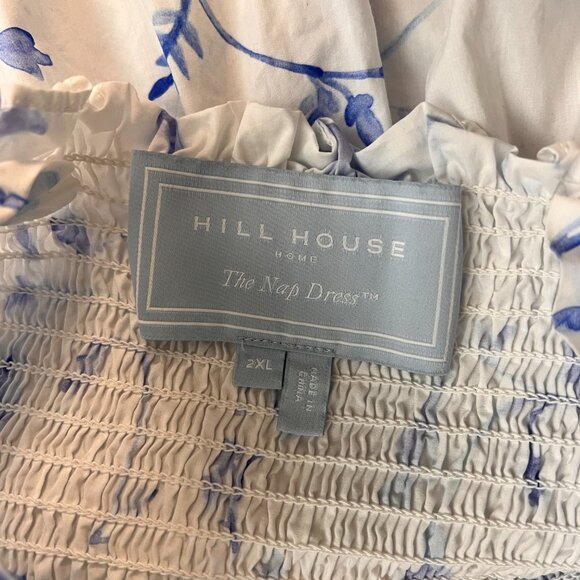 HILL HOUSE
HOME
The Nap Dress™
2XL
MADE IN
CHINA